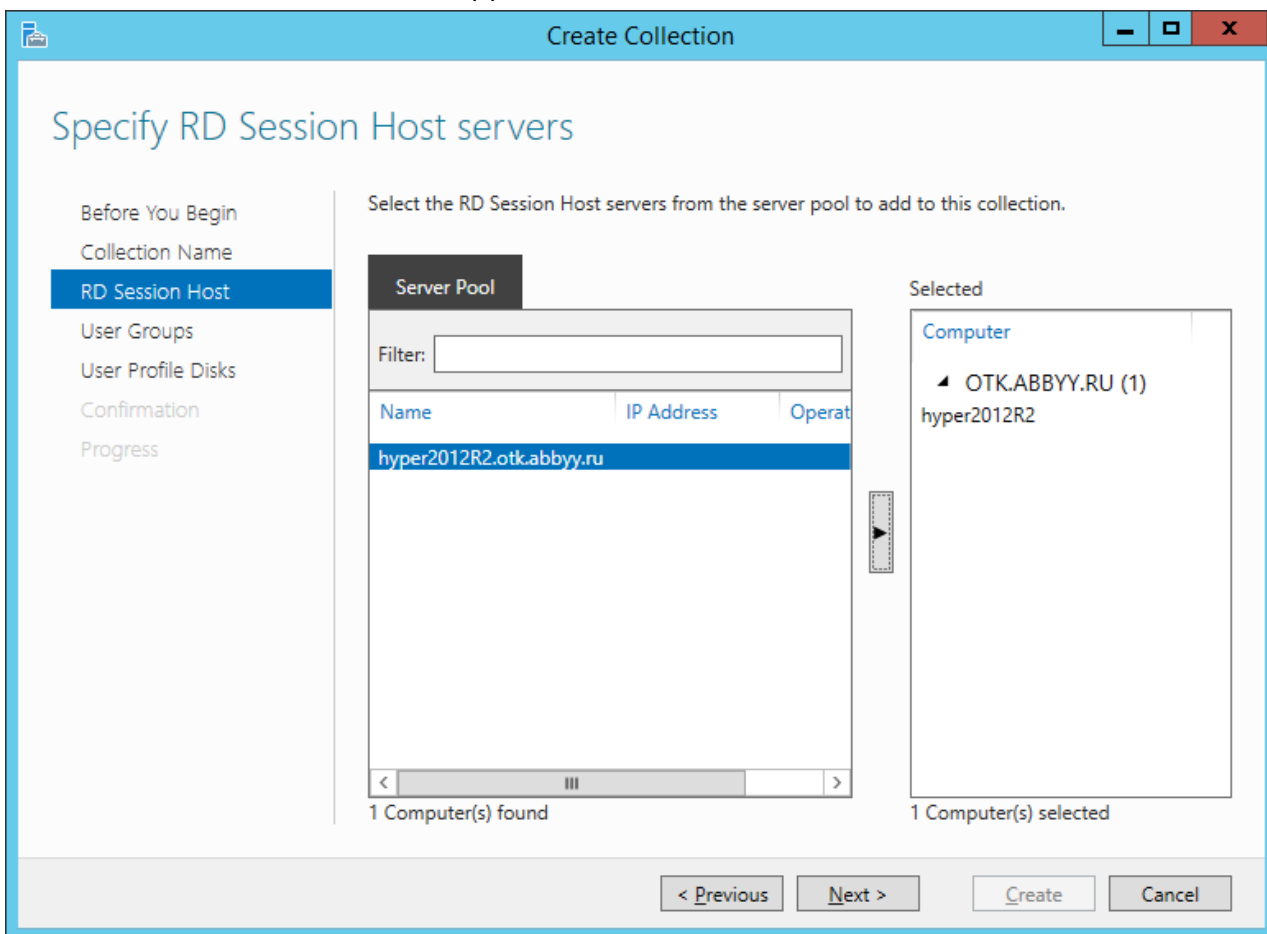 Create Collection
Specify RD Session Host servers
Before You Begin
Collection Name
RD Session Host
User Groups
User Profile Disks
Confirmation
Progress
Select the RD Session Host servers from the server pool to add to this collection.
Server Pool
Filter:
Name IP Address Operat
hyper2012R2.otk.abbyy.ru
1 Computer(s) found
Selected
Computer
OTK.ABBYY.RU (1)
hyper2012R2
1 Computer(s) selected
< Previous Next > Create Cancel